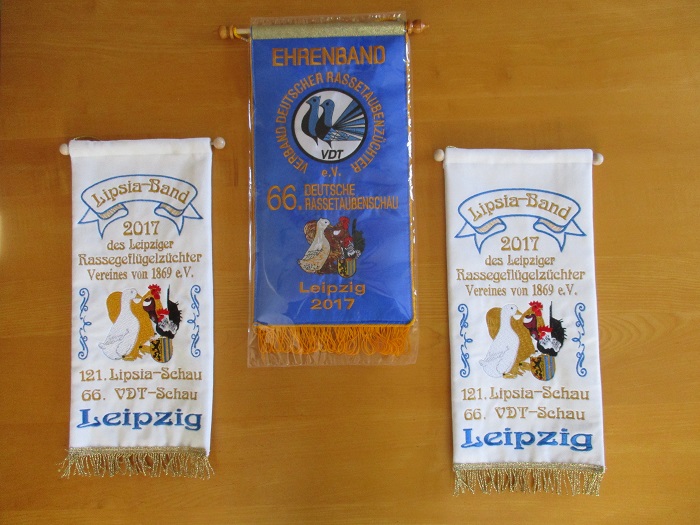 Lipsia-Band
2017
des Leipziger
Rassegeflügelzüchter
Vereines von 1869 e.V.
121. Lipsia-Schau
66. VDT-Schau
Leipzig
EHRENBAND
VERBAND DEUTSCHER RASSETAUBENZÜCHTER
VDT
e.V.
66. DEUTSCHE
RASSETAUBENSCHAU
Leipzig
2017
Lipsia-Band
2017
des Leipziger
Rassegeflügelzüchter
Vereines von 1869 e.V.
121. Lipsia-Schau
66. VDT-Schau
Leipzig